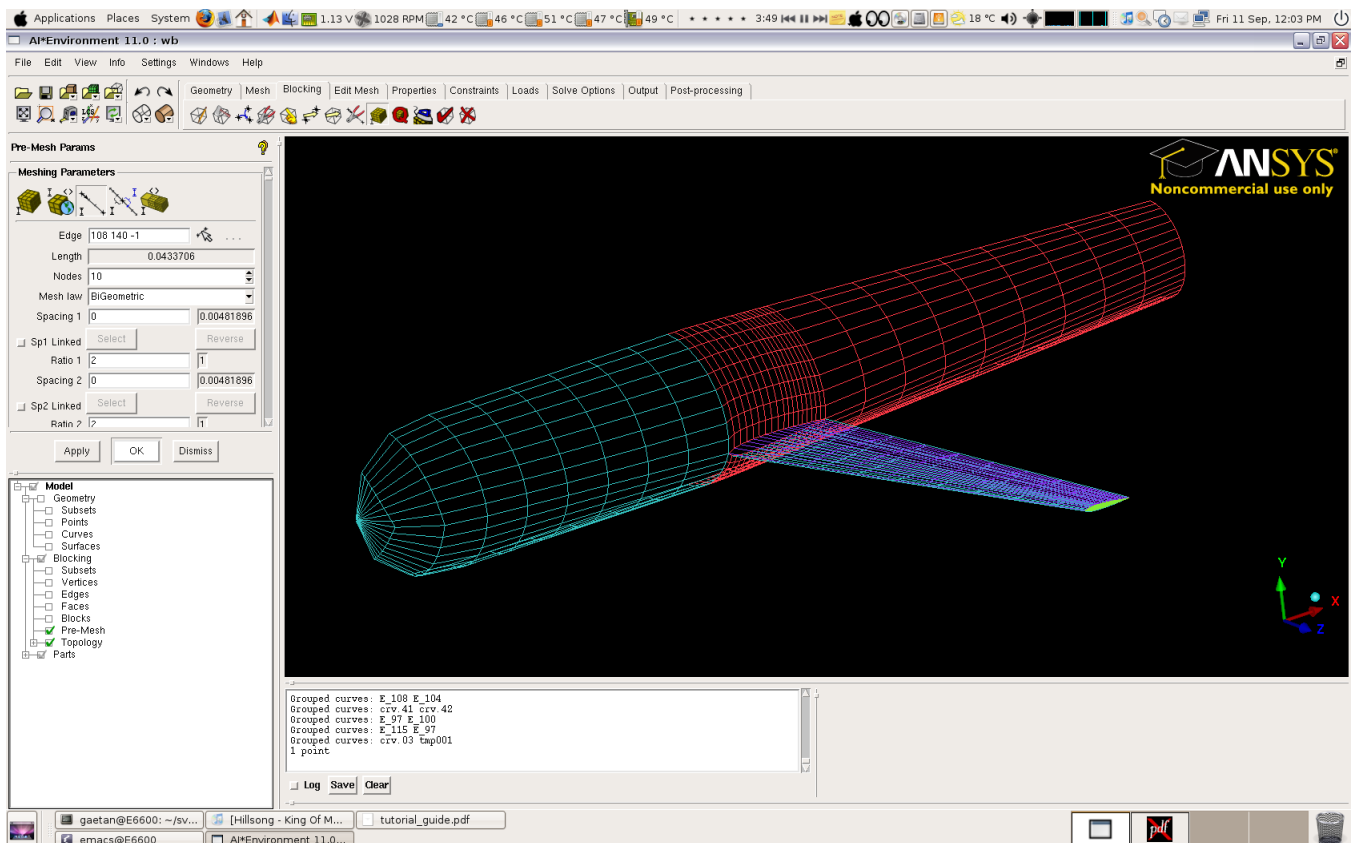 Applications Places System 1.13 V 1028 RPM 42 °C 46 °C 51 °C 47 °C 49 °C 3:49 18 °C Fri 11 Sep, 12:03 PM
AI*Environment 11.0 : wb
File Edit View Info Settings Windows Help
Geometry Mesh Blocking Edit Mesh Properties Constraints Loads Solve Options Output Post-processing
Pre-Mesh Params
Meshing Parameters
Edge 108 140 -1 ...
Length 0.0433706
Nodes 10
Mesh law BiGeometric
Spacing 1 0 0.00481896
Sp1 Linked Select Reverse
Ratio 1 2 1
Spacing 2 0 0.00481896
Sp2 Linked Select Reverse
Ratio 2 2 1
Apply OK Dismiss
Model
Geometry
Subsets
Points
Curves
Surfaces
Blocking
Subsets
Vertices
Edges
Faces
Blocks
Pre-Mesh
Topology
Parts
ANSYS
Noncommercial use only
Y
X
Z
Grouped curves: E_108 E_104
Grouped curves: crv.41 crv.42
Grouped curves: E_97 E_100
Grouped curves: E_115 E_97
Grouped curves: crv.03 tmp001
1 point
Log Save Clear
gaetan@E6600: ~/sv... [Hillsong - King Of M... tutorial_guide.pdf
emacs@E6600 AI*Environment 11.0...
pdf